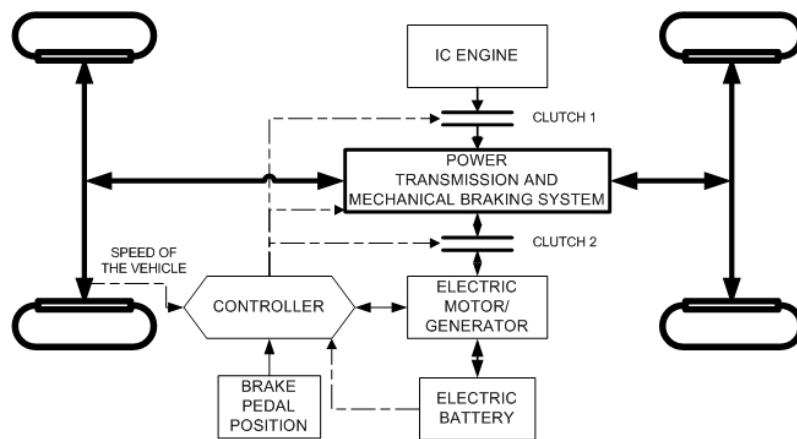 IC ENGINE
CLUTCH 1
POWER
TRANSMISSION AND
MECHANICAL BRAKING SYSTEM
CLUTCH 2
SPEED OF
THE VEHICLE
CONTROLLER
ELECTRIC
MOTOR/
GENERATOR
BRAKE
PEDAL
POSITION
ELECTRIC
BATTERY